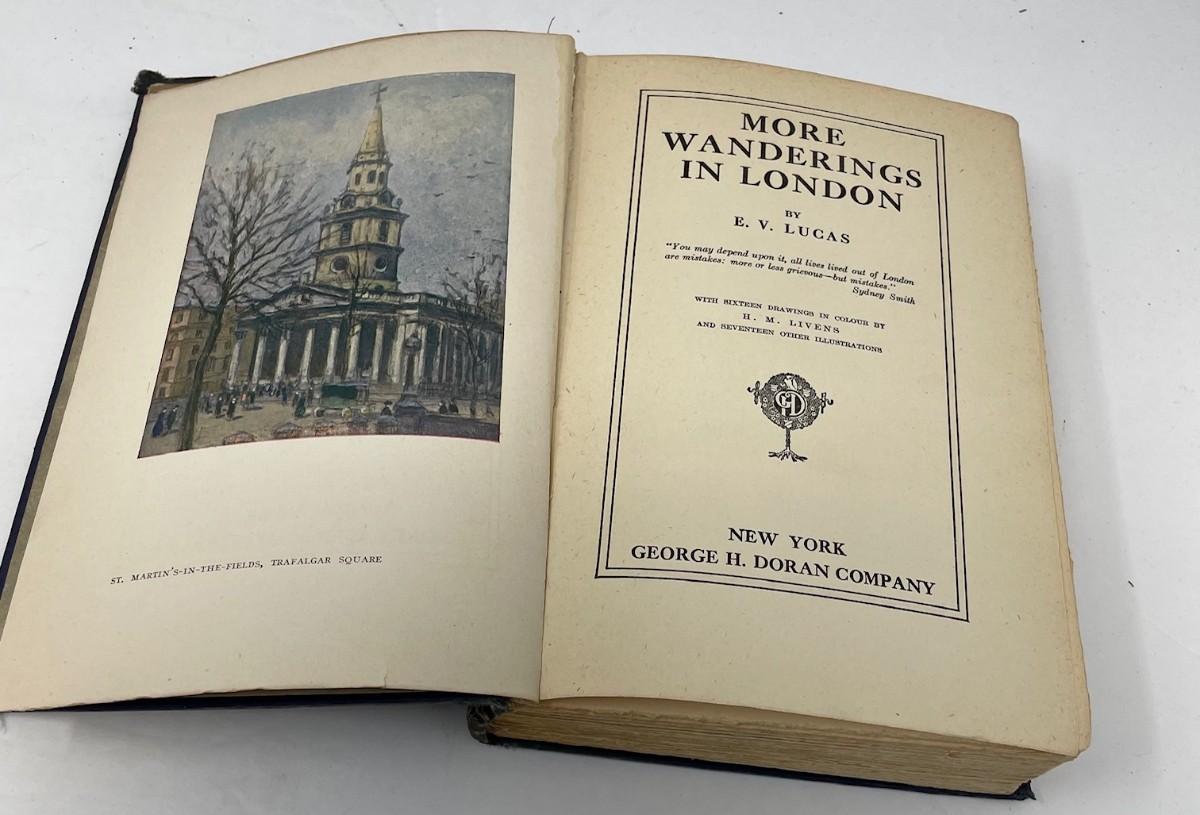 ST. MARTIN'S-IN-THE-FIELDS, TRAFALGAR SQUARE
MORE
WANDERINGS
IN LONDON
BY
E. V. LUCAS
"You may depend upon it, all lives lived out of London
are mistakes: more or less grievous—but mistakes."
Sydney Smith
WITH SIXTEEN DRAWINGS IN COLOUR BY
H. M. LIVENS
AND SEVENTEEN OTHER ILLUSTRATIONS
GHD
NEW YORK
GEORGE H. DORAN COMPANY